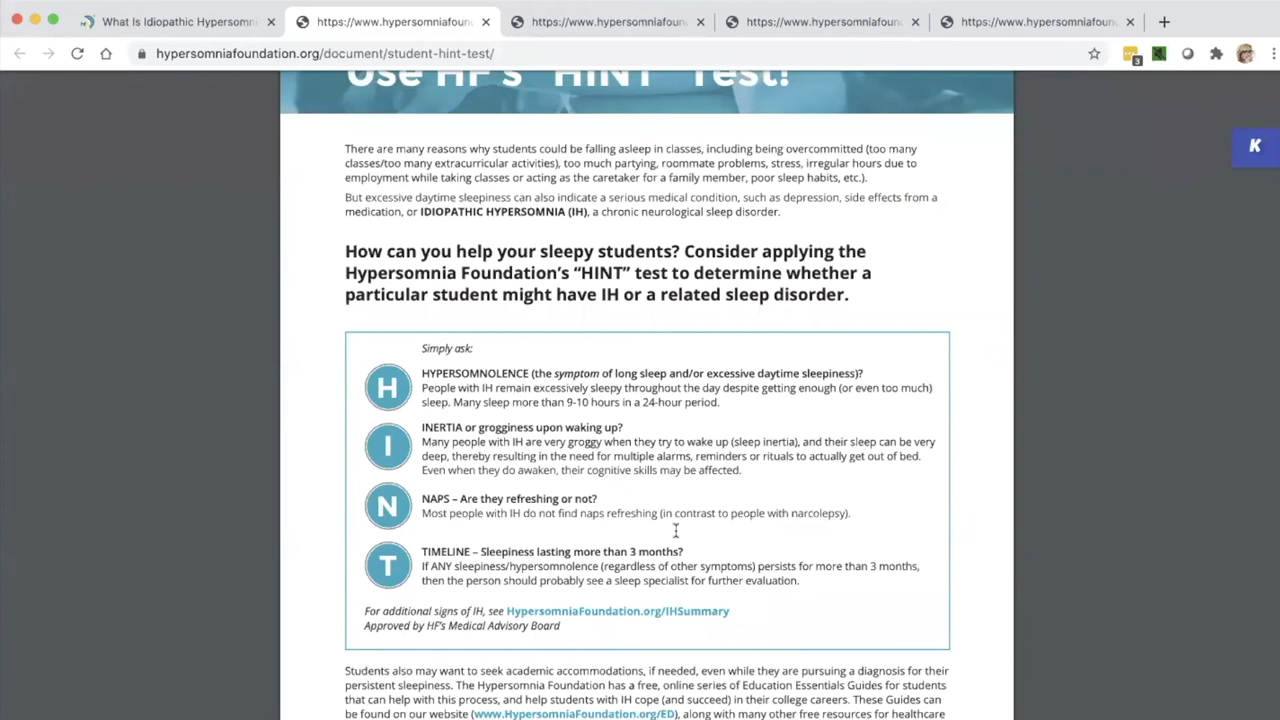 What Is Idiopathic Hypersomni
https://www.hypersomniafoun
https://www.hypersomniafoun
https://www.hypersomniafou
https://www.hypersomniafoun
hypersomniafoundation.org/document/student-hint-test/
3
Use HF's "HINT" Test!
K
There are many reasons why students could be falling asleep in classes, including being overcommitted (too many
classes/too many extracurricular activities), too much partying, roommate problems, stress, irregular hours due to
employment while taking classes or acting as the caretaker for a family member, poor sleep habits, etc.).
But excessive daytime sleepiness can also indicate a serious medical condition, such as depression, side effects from a
medication, or IDIOPATHIC HYPERSOMNIA (IH), a chronic neurological sleep disorder.
How can you help your sleepy students? Consider applying the
Hypersomnia Foundation's "HINT" test to determine whether a
particular student might have IH or a related sleep disorder.
Simply ask:
H
HYPERSOMNOLENCE (the symptom of long sleep and/or excessive daytime sleepiness)?
People with IH remain excessively sleepy throughout the day despite getting enough (or even too much)
sleep. Many sleep more than 9-10 hours in a 24-hour period.
I
INERTIA or grogginess upon waking up?
Many people with IH are very groggy when they try to wake up (sleep inertia), and their sleep can be very
deep, thereby resulting in the need for multiple alarms, reminders or rituals to actually get out of bed.
Even when they do awaken, their cognitive skills may be affected.
N
NAPS – Are they refreshing or not?
Most people with IH do not find naps refreshing (in contrast to people with narcolepsy).
T
TIMELINE – Sleepiness lasting more than 3 months?
If ANY sleepiness/hypersomnolence (regardless of other symptoms) persists for more than 3 months,
then the person should probably see a sleep specialist for further evaluation.
For additional signs of IH, see HypersomniaFoundation.org/IHSummary
Approved by HF's Medical Advisory Board
Students also may want to seek academic accommodations, if needed, even while they are pursuing a diagnosis for their
persistent sleepiness. The Hypersomnia Foundation has a free, online series of Education Essentials Guides for students
that can help with this process, and help students with IH cope (and succeed) in their college careers. These Guides can
be found on our website (www.HypersomniaFoundation.org/ED), along with many other free resources for healthcare